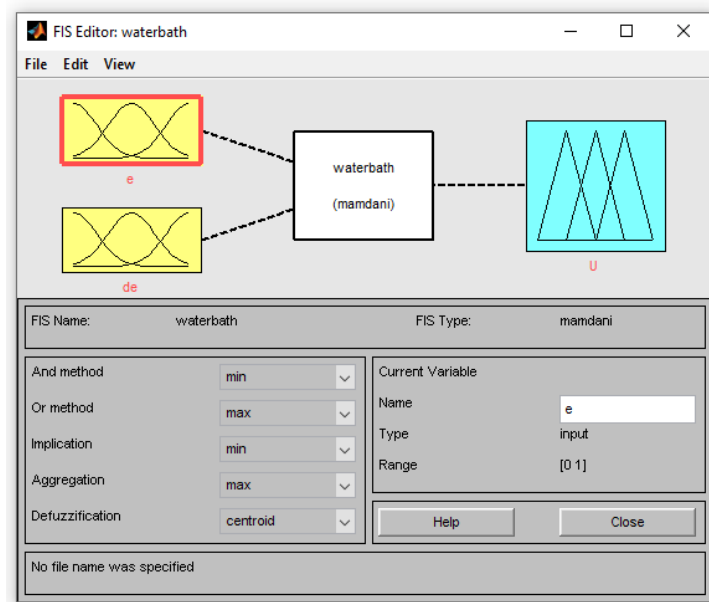 FIS Editor: waterbath
File Edit View
e
waterbath
(mamdani)
de
U
FIS Name: waterbath FIS Type: mamdani
And method min
Or method max
Implication min
Aggregation max
Defuzzification centroid
Current Variable
Name e
Type input
Range [0 1]
Help Close
No file name was specified